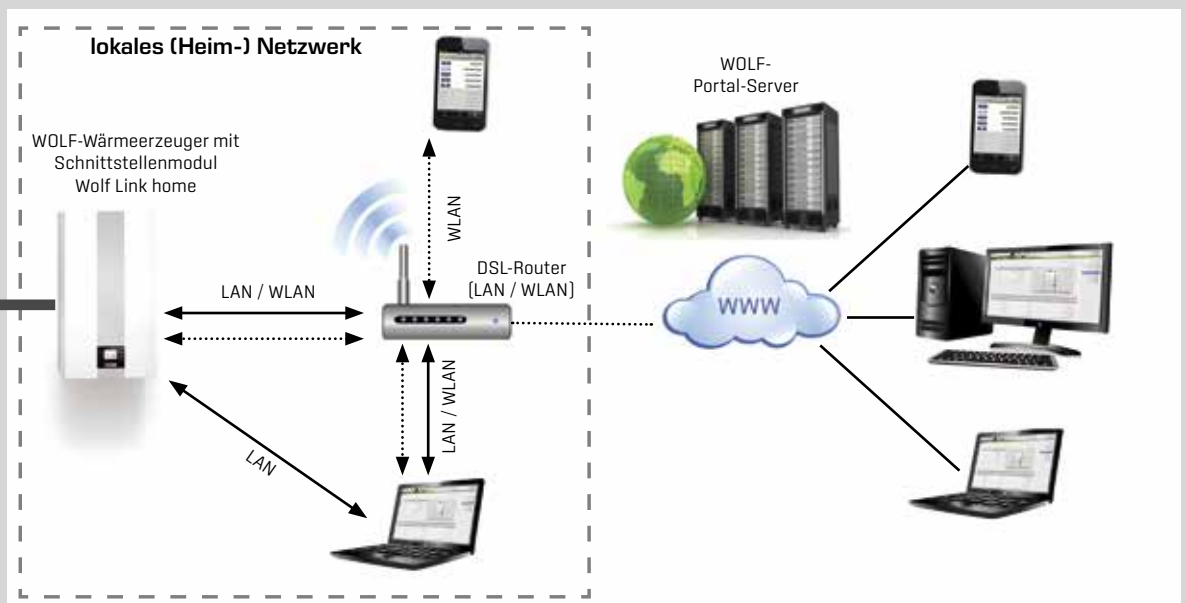 lokales (Heim-) Netzwerk
WOLF-Wärmeerzeuger mit
Schnittstellenmodul
Wolf Link home
WLAN
LAN / WLAN
DSL-Router
(LAN / WLAN)
LAN / WLAN
LAN
WOLF-
Portal-Server
WWW